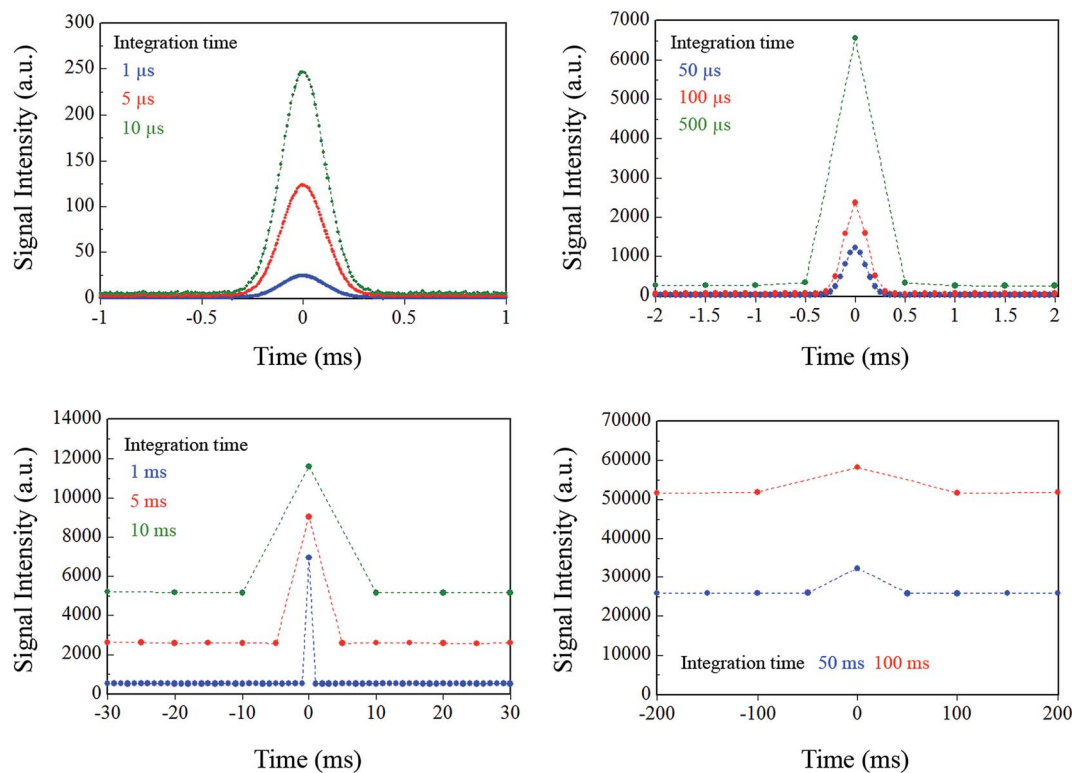 300
250
200
150
100
50
0
Signal Intensity (a.u.)
Integration time
1 µs
5 µs
10 µs
-1
-0.5
0
0.5
1
Time (ms)
7000
6000
5000
4000
3000
2000
1000
0
Signal Intensity (a.u.)
Integration time
50 µs
100 µs
500 µs
-2
-1.5
-1
-0.5
0
0.5
1
1.5
2
Time (ms)
14000
12000
10000
8000
6000
4000
2000
0
Signal Intensity (a.u.)
Integration time
1 ms
5 ms
10 ms
-30
-20
-10
0
10
20
30
Time (ms)
70000
60000
50000
40000
30000
20000
10000
0
Signal Intensity (a.u.)
Integration time 50 ms 100 ms
-200
-100
0
100
200
Time (ms)